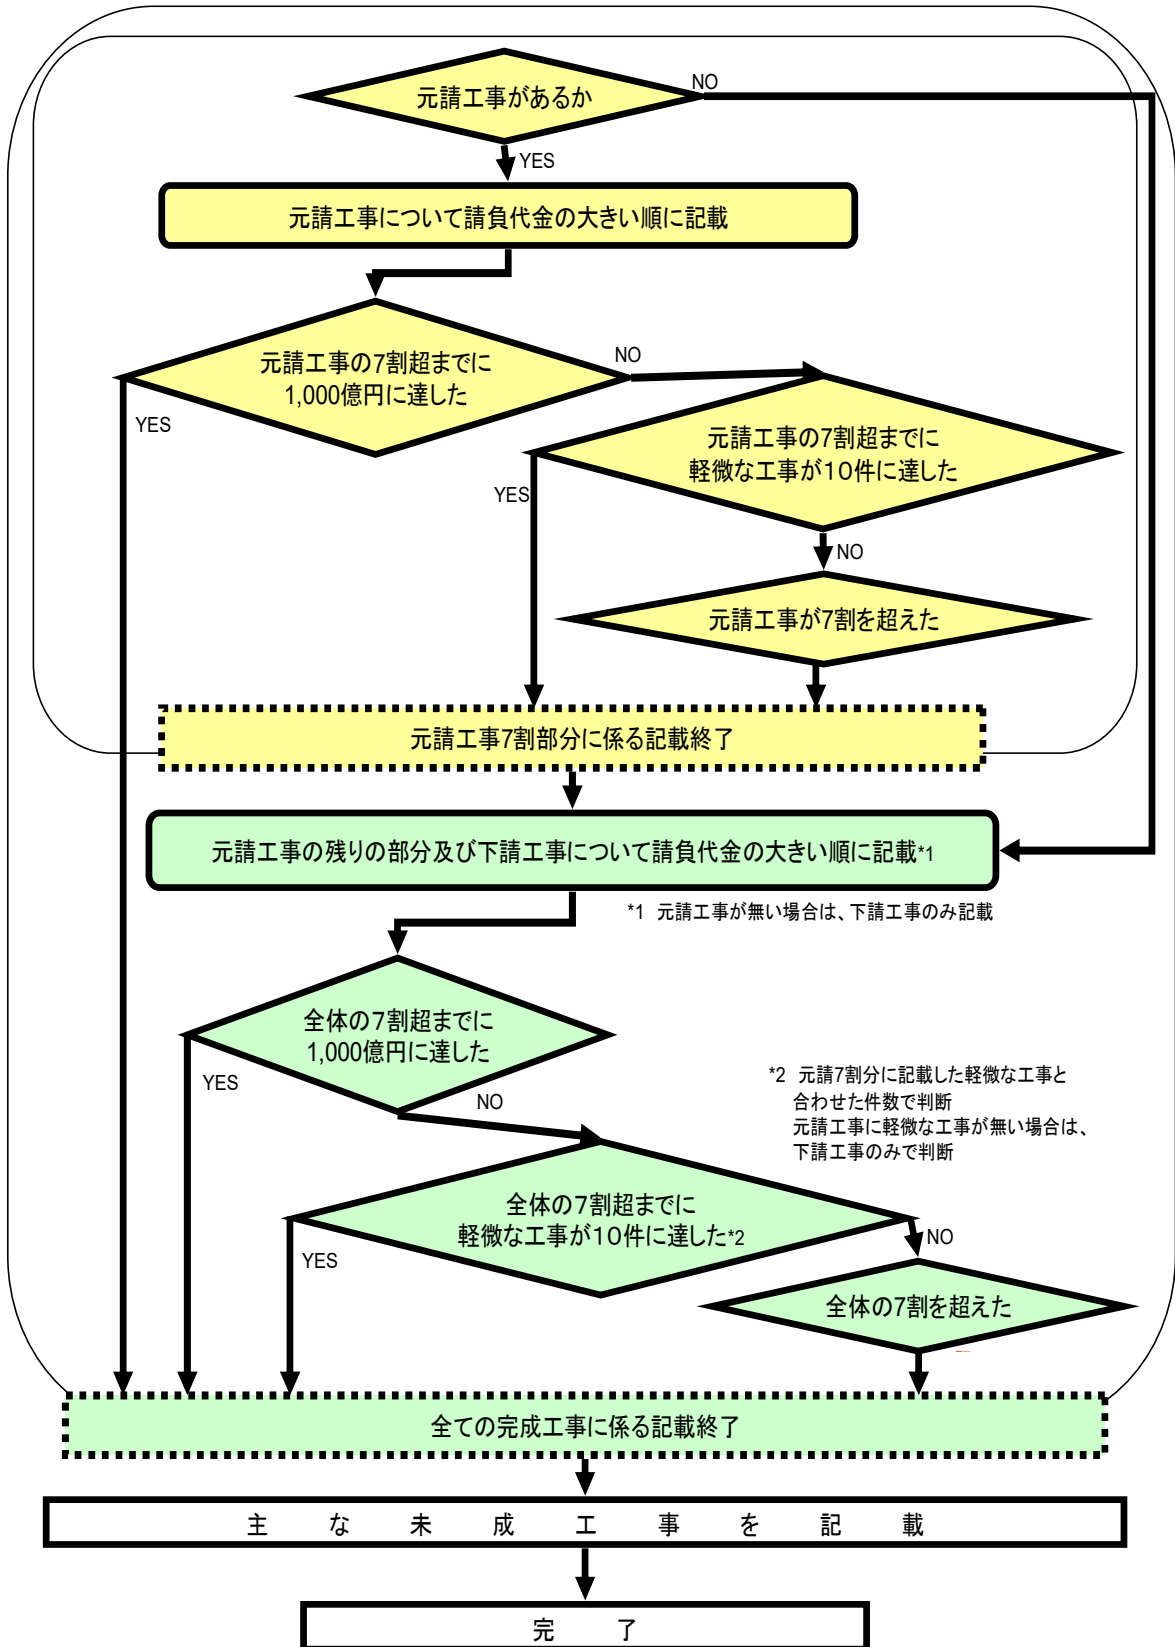 元請工事があるか
NO
YES
元請工事について請負代金の大きい順に記載
元請工事の7割超までに
1,000億円に達した
NO
YES
元請工事の7割超までに
軽微な工事が10件に達した
YES
NO
元請工事が7割を超えた
元請工事7割部分に係る記載終了
元請工事の残りの部分及び下請工事について請負代金の大きい順に記載*1
*1 元請工事が無い場合は、下請工事のみ記載
全体の7割超までに
1,000億円に達した
YES
NO
*2 元請7割分に記載した軽微な工事と
合わせた件数で判断
元請工事に軽微な工事が無い場合は、
下請工事のみで判断
全体の7割超までに
軽微な工事が10件に達した*2
YES
NO
全体の7割を超えた
全ての完成工事に係る記載終了
主な未成工事を記載
完了